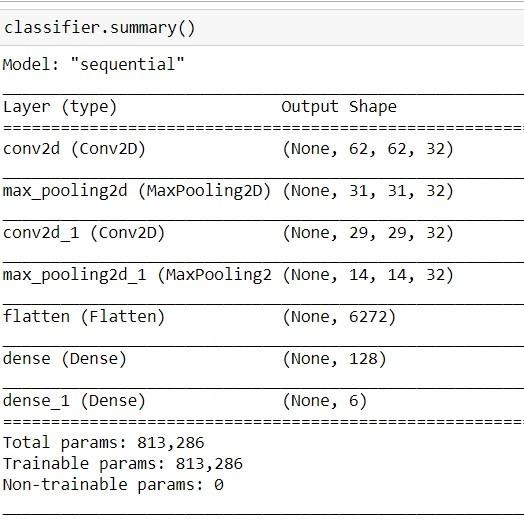 classifier.summary()
Model: "sequential"
Layer (type) Output Shape
conv2d (Conv2D) (None, 62, 62, 32)
max_pooling2d (MaxPooling2D) (None, 31, 31, 32)
conv2d_1 (Conv2D) (None, 29, 29, 32)
max_pooling2d_1 (MaxPooling2 (None, 14, 14, 32)
flatten (Flatten) (None, 6272)
dense (Dense) (None, 128)
dense_1 (Dense) (None, 6)
Total params: 813,286
Trainable params: 813,286
Non-trainable params: 0